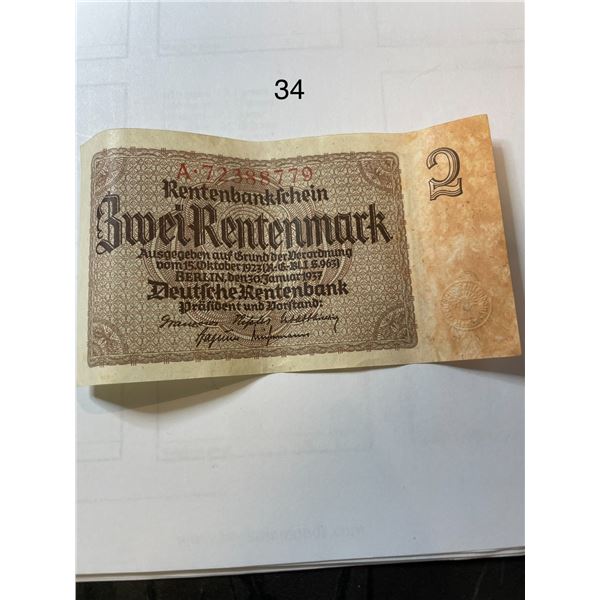 34
A·72388779
2
Rentenbankschein
Zwei Rentenmark
Ausgegeben auf Grund der Verordnung
vom 15. Oktober 1923 (R.-G.-Bl. I S. 963)
BERLIN, den 30. Januar 1937
Deutsche Rentenbank
Präsident und Vorstand: